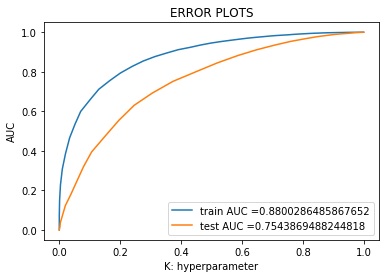 ERROR PLOTS
AUC
1.0
0.8
0.6
0.4
0.2
0.0
train AUC =0.8800286485867652
test AUC =0.7543869488244818
0.0 0.2 0.4 0.6 0.8 1.0
K: hyperparameter